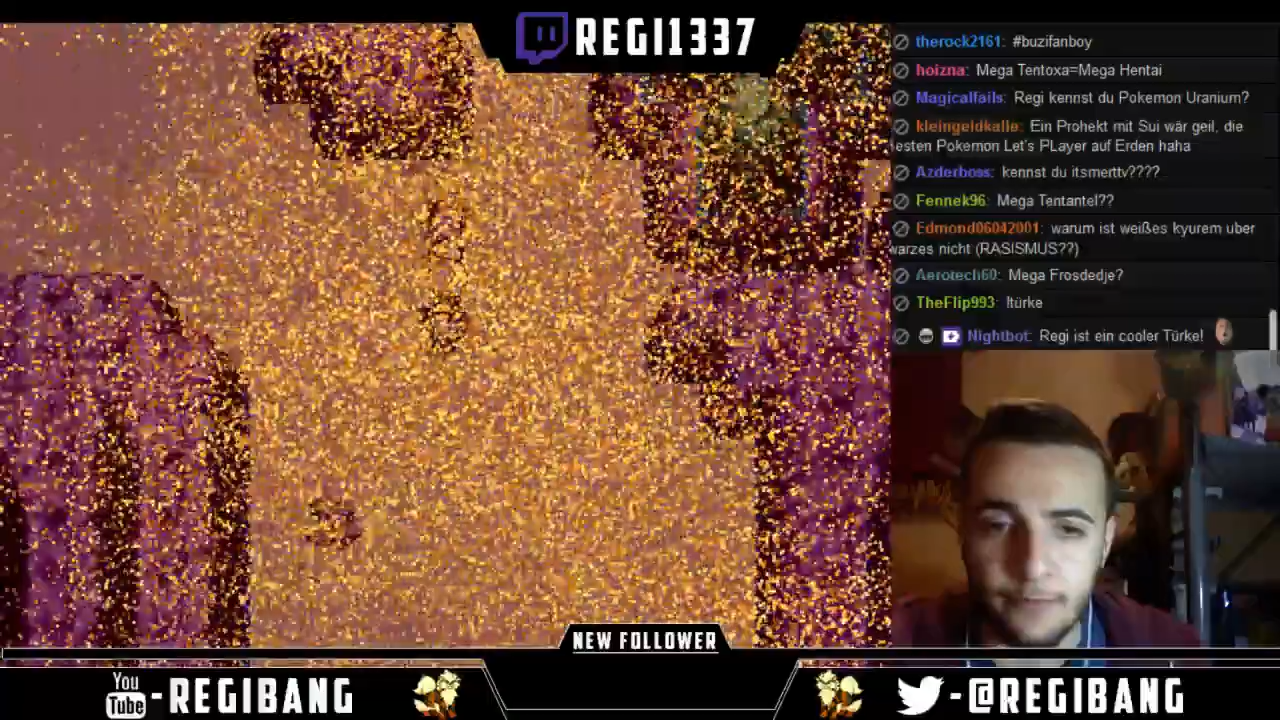 REGI1337
therock2161: #buzifanboy
hoizna: Mega Tentoxa=Mega Hentai
Magicalfails: Regi kennst du Pokemon Uranium?
kleingeldkalle: Ein Prohekt mit Sui wär geil, die
esten Pokemon Let's PLayer auf Erden haha
Azderboss: kennst du itsmerttv????
Fennek96: Mega Tentantel??
Edmond06042001: warum ist weißes kyurem uber
warzes nicht (RASISMUS??)
Aerotech60: Mega Frosdedje?
TheFlip993: !türke
Nightbot: Regi ist ein cooler Türke!
NEW FOLLOWER
You
Tube -REGIBANG
-@REGIBANG